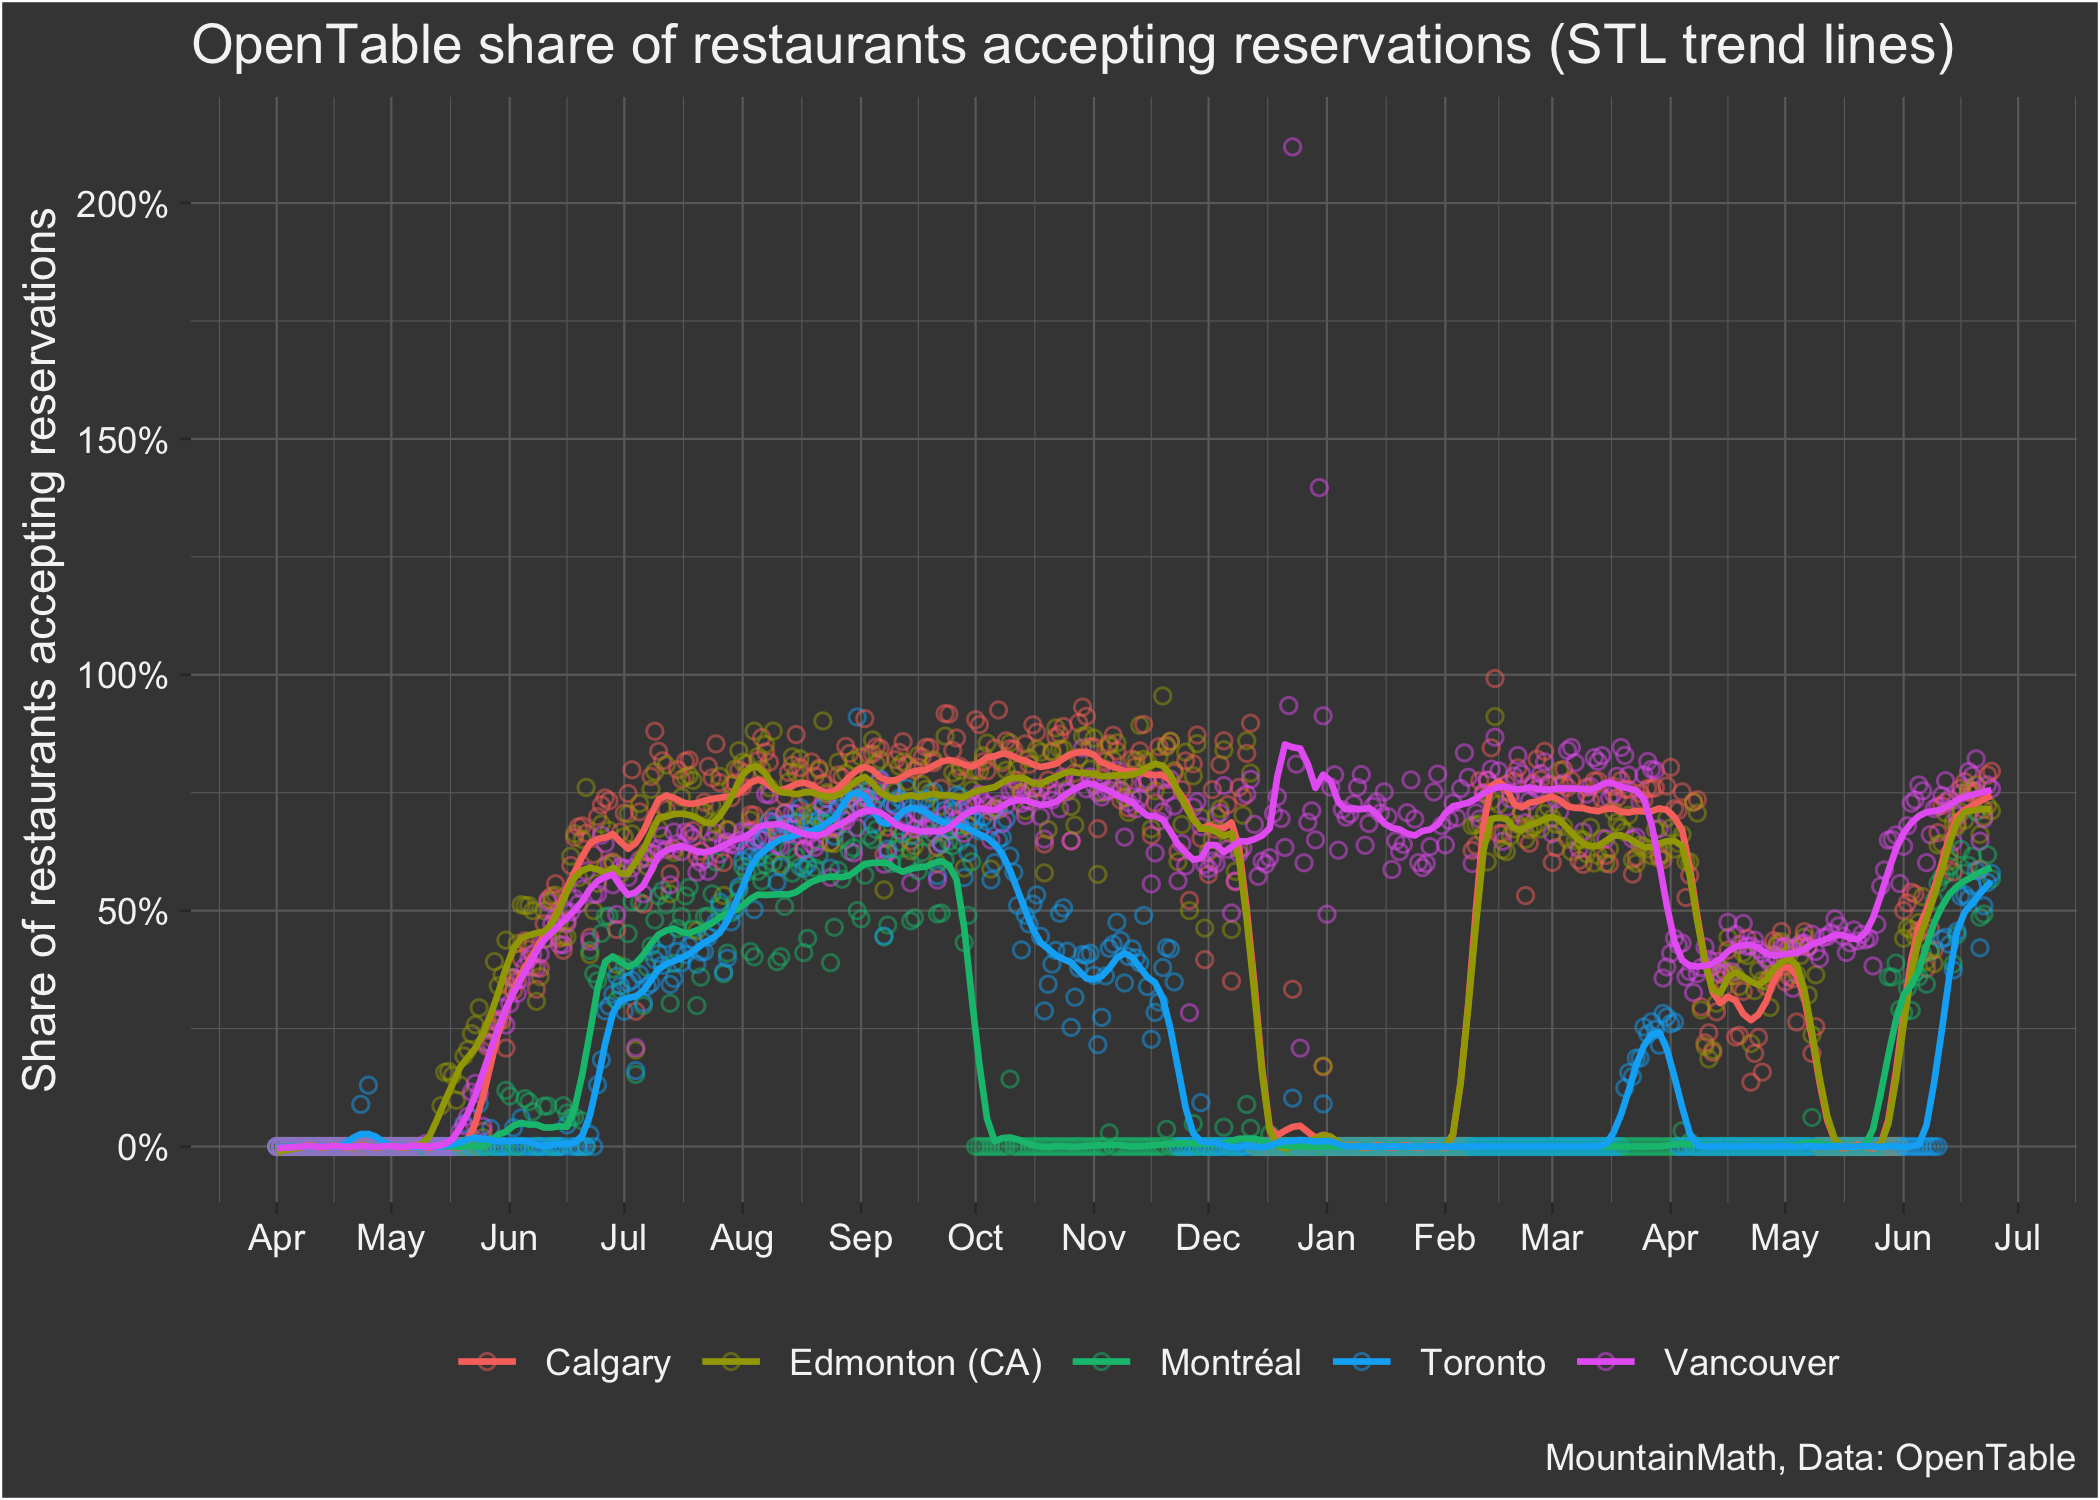 OpenTable share of restaurants accepting reservations (STL trend lines)
Share of restaurants accepting reservations
200%
150%
100%
50%
0%
Apr May Jun Jul Aug Sep Oct Nov Dec Jan Feb Mar Apr May Jun Jul
Calgary Edmonton (CA) Montréal Toronto Vancouver
MountainMath, Data: OpenTable